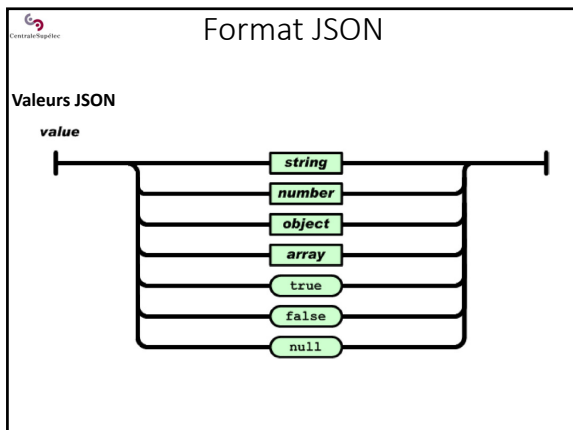 CentraleSupélec
Format JSON
Valeurs JSON
value
string
number
object
array
true
false
null